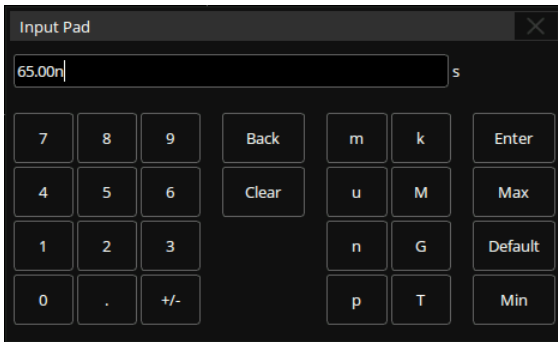 Input Pad
65.00n s
7 8 9 Back m k Enter
4 5 6 Clear u M Max
1 2 3 n G Default
0 . +/- p T Min